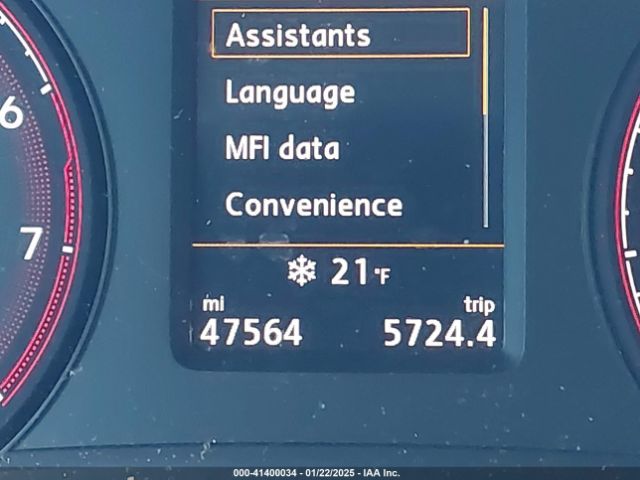 Assistants
Language
MFI data
Convenience
6
7
21°F
mi trip
47564 5724.4
000-41400034 - 01/22/2025 - IAA Inc.